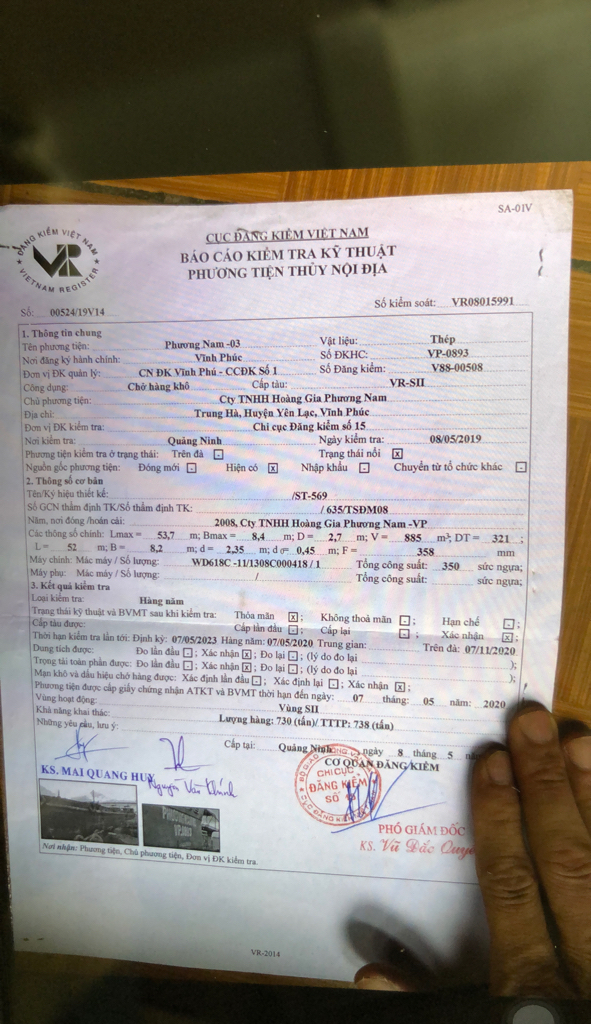 SA-01V
ĐĂNG KIỂM VIỆT NAM
VR
VIETNAM REGISTER
CỤC ĐĂNG KIỂM VIỆT NAM
BÁO CÁO KIỂM TRA KỸ THUẬT
PHƯƠNG TIỆN THỦY NỘI ĐỊA
Số: 00524/19V14
Số kiểm soát: VR08015991
1. Thông tin chung
Tên phương tiện: Phương Nam -03 Vật liệu: Thép
Nơi đăng ký hành chính: Vĩnh Phúc Số ĐKHC: VP-0893
Đơn vị ĐK quản lý: CN ĐK Vĩnh Phú - CCĐK Số 1 Số Đăng kiểm: V88-00508
Công dụng: Chở hàng khô Cấp tàu: VR-SII
Chủ phương tiện: Cty TNHH Hoàng Gia Phương Nam
Địa chỉ: Trung Hà, Huyện Yên Lạc, Vĩnh Phúc
Đơn vị ĐK kiểm tra: Chi cục Đăng kiểm số 15
Nơi kiểm tra: Quảng Ninh Ngày kiểm tra: 08/05/2019
Phương tiện kiểm tra ở trạng thái: Trên đà: - Trạng thái nổi x
Nguồn gốc phương tiện: Đóng mới - Hiện có x Nhập khẩu - Chuyển từ tổ chức khác -
2. Thông số cơ bản
Tên/Ký hiệu thiết kế: /ST-569
Số GCN thẩm định TK/Số thẩm định TK: / 635/TSĐM08
Năm, nơi đóng /hoán cải: 2008, Cty TNHH Hoàng Gia Phương Nam -VP
Các thông số chính: Lmax = 53,7 m; Bmax = 8,4 m; D = 2,7 m; V = 885 m³; DT = 321 ;
L = 52 m; B = 8,2 m; d = 2,35 m; d = 0,45 m; F = 358 mm
Máy chính: Mác máy / Số lượng: WD618C -11/1308C000418 / 1 Tổng công suất: 350 sức ngựa;
Máy phụ: Mác máy / Số lượng: / Tổng công suất: sức ngựa;
3. Kết quả kiểm tra
Loại kiểm tra: Hàng năm
Trạng thái kỹ thuật và BVMT sau khi kiểm tra: Thỏa mãn x ; Không thoả mãn - ; Hạn chế - ;
Cấp tàu được: Cấp lần đầu - ; Cấp lại - ; Xác nhận x ;
Thời hạn kiểm tra lần tới: Định kỳ: 07/05/2023 Hàng năm: 07/05/2020 Trung gian: Trên đà: 07/11/2020
Dung tích được: Đo lần đầu - ; Xác nhận x ; Đo lại - ; (lý do đo lại );
Trọng tải toàn phần được: Đo lần đầu - ; Xác nhận x ; Đo lại - ; (lý do đo lại );
Mạn khô và dấu hiệu chở hàng được: Xác định lần đầu - ; Xác định lại - ; Xác nhận x ;
Phương tiện được cấp giấy chứng nhận ATKT và BVMT thời hạn đến ngày: 07 tháng: 05 năm: 2020
Vùng hoạt động: Vùng SII
Khả năng khai thác: Lượng hàng: 730 (tấn)/ TTTP: 738 (tấn)
Những yêu cầu, lưu ý:
Cấp tại: Quảng Ninh ngày 8 tháng 5
CƠ QUAN ĐĂNG KIỂM
CHI CỤC
ĐĂNG KIỂM
SỐ
KS. MAI QUANG HUY
Nguyễn Văn Khánh
PHÓ GIÁM ĐỐC
KS. Vũ Đắc
Nơi nhận: Phương tiện, Chủ phương tiện, Đơn vị ĐK kiểm tra.
VR-2014